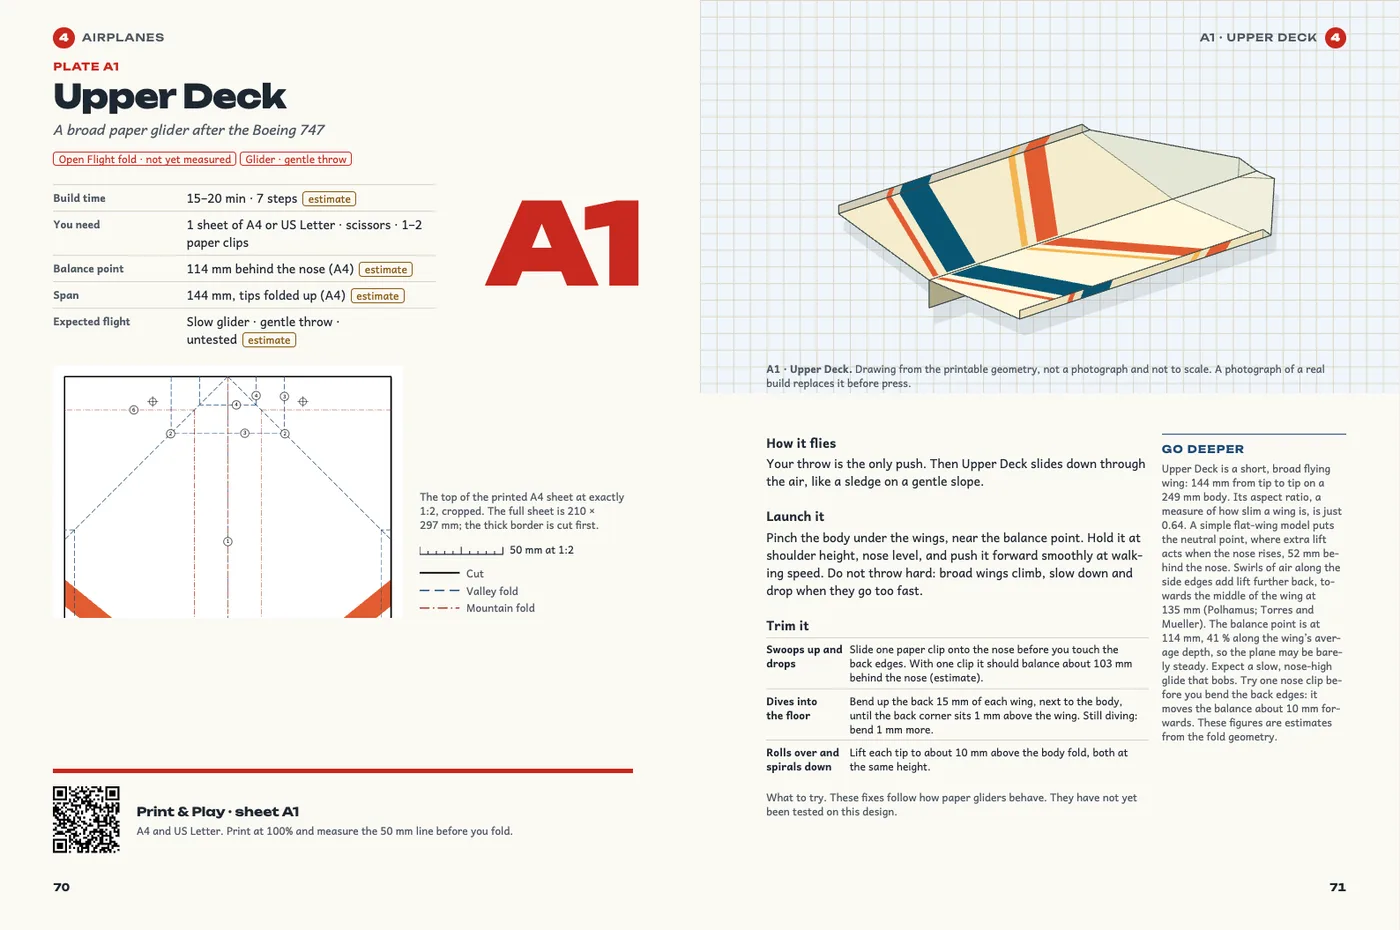 4 AIRPLANES
PLATE A1
Upper Deck
A broad paper glider after the Boeing 747
Open Flight fold · not yet measured Glider · gentle throw
Build time 15–20 min · 7 steps estimate
You need 1 sheet of A4 or US Letter · scissors · 1–2
paper clips
Balance point 114 mm behind the nose (A4) estimate
Span 144 mm, tips folded up (A4) estimate
Expected flight Slow glider · gentle throw ·
untested estimate
A1
4 3
6 4
2 3 2
1
The top of the printed A4 sheet at exactly
1:2, cropped. The full sheet is 210 ×
297 mm; the thick border is cut first.
50 mm at 1:2
Cut
Valley fold
Mountain fold
Print & Play · sheet A1
A4 and US Letter. Print at 100% and measure the 50 mm line before you fold.
70
A1 · UPPER DECK 4
A1 · Upper Deck. Drawing from the printable geometry, not a photograph and not to scale. A photograph of a real
build replaces it before press.
How it flies
Your throw is the only push. Then Upper Deck slides down through
the air, like a sledge on a gentle slope.
Launch it
Pinch the body under the wings, near the balance point. Hold it at
shoulder height, nose level, and push it forward smoothly at walk-
ing speed. Do not throw hard: broad wings climb, slow down and
drop when they go too fast.
Trim it
Swoops up and Slide one paper clip onto the nose before you touch the
drops back edges. With one clip it should balance about 103 mm
behind the nose (estimate).
Dives into Bend up the back 15 mm of each wing, next to the body,
the floor until the back corner sits 1 mm above the wing. Still diving:
bend 1 mm more.
Rolls over and Lift each tip to about 10 mm above the body fold, both at
spirals down the same height.
What to try. These fixes follow how paper gliders behave. They have not yet
been tested on this design.
GO DEEPER
Upper Deck is a short, broad flying
wing: 144 mm from tip to tip on a
249 mm body. Its aspect ratio, a
measure of how slim a wing is, is just
0.64. A simple flat-wing model puts
the neutral point, where extra lift
acts when the nose rises, 52 mm be-
hind the nose. Swirls of air along the
side edges add lift further back, to-
wards the middle of the wing at
135 mm (Polhamus; Torres and
Mueller). The balance point is at
114 mm, 41 % along the wing's aver-
age depth, so the plane may be bare-
ly steady. Expect a slow, nose-high
glide that bobs. Try one nose clip be-
fore you bend the back edges: it
moves the balance about 10 mm for-
wards. These figures are estimates
from the fold geometry.
71